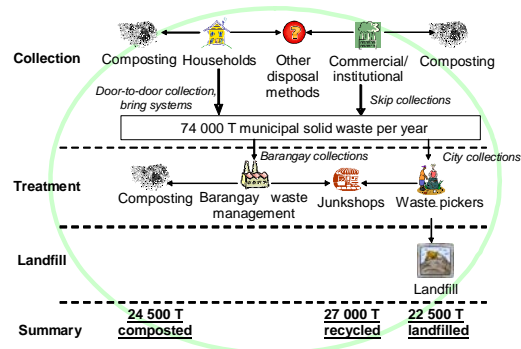 Collection
Composting Households Other disposal methods Commercial/ institutional Composting
Door-to-door collection, bring systems
Skip collections
74 000 T municipal solid waste per year
Barangay collections
City collections
Treatment
Composting Barangay waste management Junkshops Waste pickers
Landfill
Landfill
Summary
24 500 T composted
27 000 T recycled
22 500 T landfilled